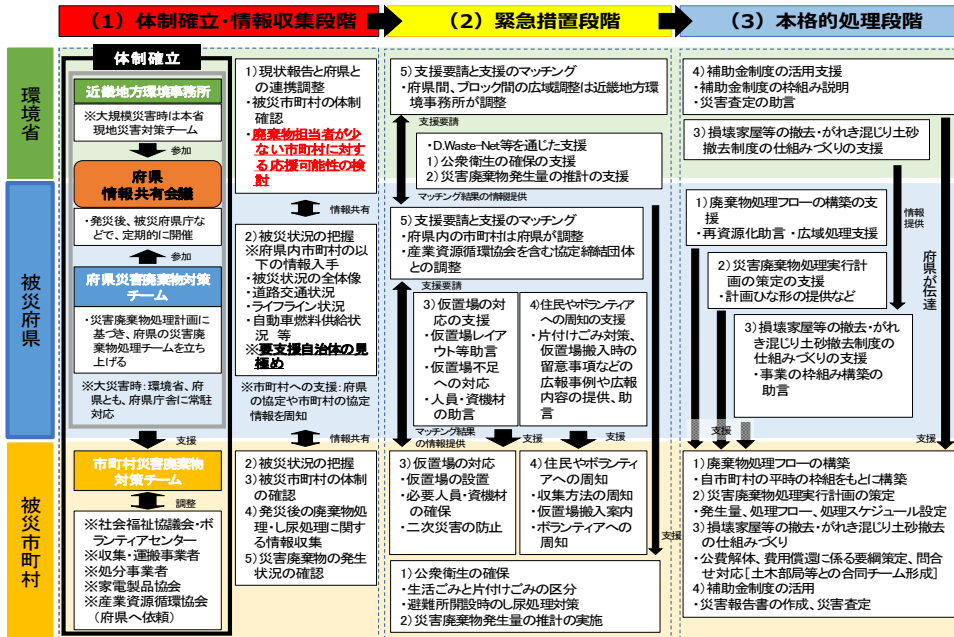 （1）体制確立・情報収集段階
（2）緊急措置段階
（3）本格的処理段階
環境省
被災府県
被災市町村
体制確立
近畿地方環境事務所
※大規模災害時は本省
現地災害対策チーム
参加
府県
情報共有会議
・発災後、被災府県庁な
どで、定期的に開催
参加
府県災害廃棄物対策
チーム
・災害廃棄物処理計画に
基づき、府県の災害廃
棄物処理チームを立ち
上げる
※大災害時：環境省、府
県とも、府県庁舎に常駐
対応
支援
市町村災害廃棄物
対策チーム
調整
※社会福祉協議会・ボ
ランティアセンター
※収集・運搬事業者
※処分事業者
※家電製品協会
※産業資源循環協会
（府県へ依頼）
1）現状報告と府県と
の連携調整
・被災市町村の体制
確認
・廃棄物担当者が少
ない市町村に対す
る応援可能性の検
討
情報共有
2）被災状況の把握
※府県内市町村の以
下の情報入手
・被災状況の全体像
・道路交通状況
・ライフライン状況
・自動車燃料供給状
況 等
※要支援自治体の見
極め
※市町村への支援：府県
の協定や市町村の協定
情報を周知
情報共有
2）被災状況の把握
3）被災市町村の体制
の確認
4）発災後の廃棄物処
理・し尿処理に関す
る情報収集
5）災害廃棄物の発生
状況の確認
5）支援要請と支援のマッチング
・府県間、ブロック間の広域調整は近畿地方環
境事務所が調整
支援要請
・D.Waste-Net等を通じた支援
1）公衆衛生の確保の支援
2）災害廃棄物発生量の推計の支援
マッチング結果の情報提供
5）支援要請と支援のマッチング
・府県内の市町村は府県が調整
・産業資源循環協会を含む協定締結団体
との調整
支援要請
3）仮置場の対
応の支援
・仮置場レイア
ウト等助言
・仮置場不足
への対応
・人員・資機材
の助言
4）住民やボランティア
への周知の支援
・片付けごみ対策、
仮置場搬入時の
留意事項などの
広報事例や広報
内容の提供、助
言
マッチング結果
の情報提供
支援
支援
3）仮置場の対応
・仮置場の設置
・必要人員・資機材
の確保
・二次災害の防止
4）住民やボランティ
アへの周知
・収集方法の周知
・仮置場搬入案内
・ボランティアへの
周知
支援
1）公衆衛生の確保
・生活ごみと片付けごみの区分
・避難所開設時のし尿処理対策
2）災害廃棄物発生量の推計の実施
4）補助金制度の活用支援
・補助金制度の枠組み説明
・災害査定の助言
3）損壊家屋等の撤去・がれき混じり土砂
撤去制度の仕組みづくりの支援
1）廃棄物処理フローの構築の支
援
・再資源化助言・広域処理支援
情報
提供
2）災害廃棄物処理実行計
画の策定の支援
・計画ひな形の提供など
府県が伝達
3）損壊家屋等の撤去・がれ
き混じり土砂撤去制度の
仕組みづくりの支援
・事業の枠組み構築の
助言
支援
1）廃棄物処理フローの構築
・自市町村の平時の枠組をもとに構築
2）災害廃棄物処理実行計画の策定
・発生量、処理フロー、処理スケジュール設定
3）損壊家屋等の撤去・がれき混じり土砂撤去
の仕組みづくり
・公費解体、費用償還に係る要綱策定、問合
せ対応[土木部局等との合同チーム形成]
4）補助金制度の活用
・災害報告書の作成、災害査定